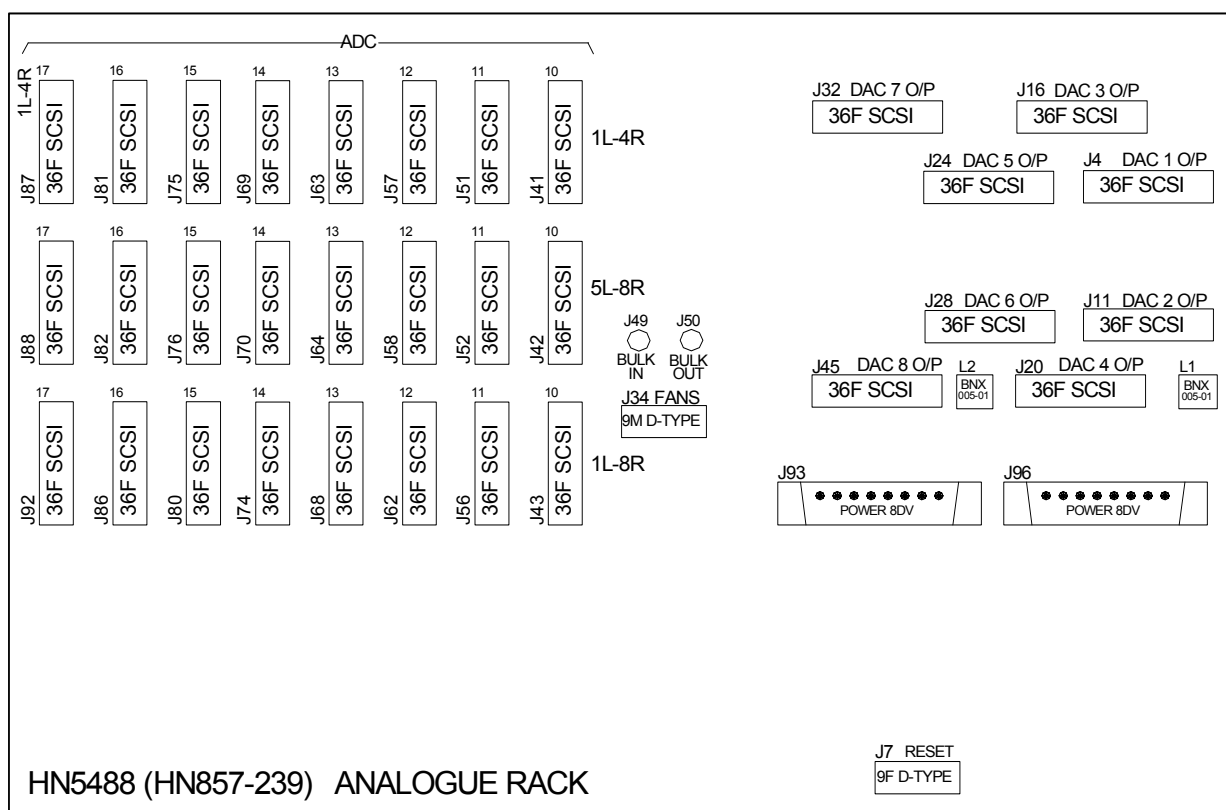 ADC
17 16 15 14 13 12 11 10
1L-4R
36F SCSI 36F SCSI 36F SCSI 36F SCSI 36F SCSI 36F SCSI 36F SCSI 36F SCSI
1L-4R
J87 J81 J75 J69 J63 J57 J51 J41
17 16 15 14 13 12 11 10
36F SCSI 36F SCSI 36F SCSI 36F SCSI 36F SCSI 36F SCSI 36F SCSI 36F SCSI
5L-8R
J88 J82 J76 J70 J64 J58 J52 J42
17 16 15 14 13 12 11 10
36F SCSI 36F SCSI 36F SCSI 36F SCSI 36F SCSI 36F SCSI 36F SCSI 36F SCSI
1L-8R
J92 J86 J80 J74 J68 J62 J56 J43
J49
BULK
IN
J50
BULK
OUT
J34 FANS
9M D-TYPE
J32 DAC 7 O/P
36F SCSI
J16 DAC 3 O/P
36F SCSI
J24 DAC 5 O/P
36F SCSI
J4 DAC 1 O/P
36F SCSI
J28 DAC 6 O/P
36F SCSI
J11 DAC 2 O/P
36F SCSI
J45 DAC 8 O/P
36F SCSI
L2
BNX
005-01
J20 DAC 4 O/P
36F SCSI
L1
BNX
005-01
J93
POWER 8DV
J96
POWER 8DV
J7 RESET
9F D-TYPE
HN5488 (HN857-239) ANALOGUE RACK